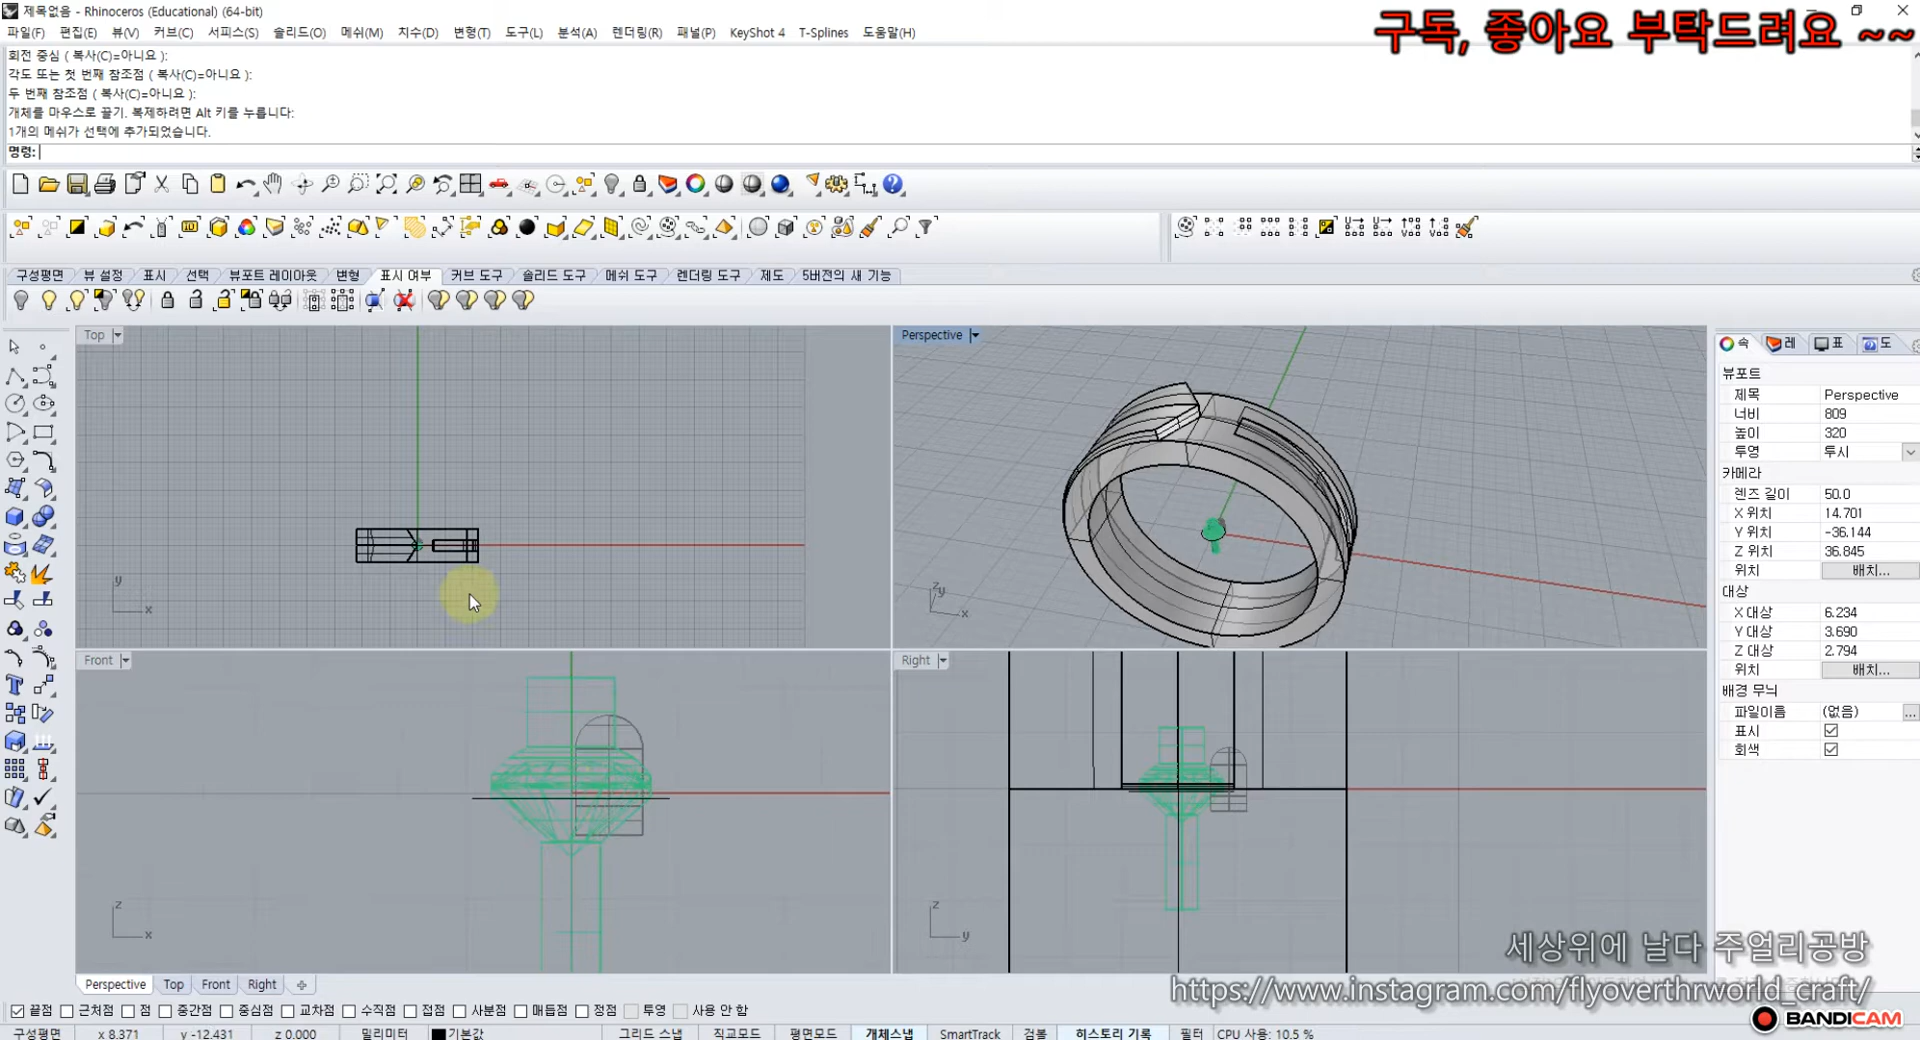 제목없음 - Rhinoceros (Educational) (64-bit)
구독, 좋아요 부탁드려요 ~~
파일(F) 편집(E) 뷰(V) 커브(C) 서피스(S) 솔리드(O) 메쉬(M) 치수(D) 변형(T) 도구(L) 분석(A) 렌더링(R) 패널(P) KeyShot 4 T-Splines 도움말(H)
회전 중심 ( 복사(C)=아니요 ):
각도 또는 첫 번째 참조점 ( 복사(C)=아니요 ):
두 번째 참조점 ( 복사(C)=아니요 ):
개체를 마우스로 끌기. 복제하려면 Alt 키를 누릅니다:
1개의 메쉬가 선택에 추가되었습니다.
명령:
구성평면 뷰 설정 표시 선택 뷰포트 레이아웃 변형 표시 여부 커브 도구 솔리드 도구 메쉬 도구 렌더링 도구 제도 5버전의 새 기능
Top
y
x
Perspective
z y
x
Front
z
x
Right
z
y
속 레 표 도
뷰포트
제목 Perspective
너비 809
높이 320
투영 투시
카메라
렌즈 길이 50.0
X 위치 14.701
Y 위치 -36.144
Z 위치 36.845
위치 배치...
대상
X 대상 6.234
Y 대상 3.690
Z 대상 2.794
위치 배치...
배경 무늬
파일이름 (없음) ...
표시
회색
세상위에 날다 주얼리공방
https://www.instagram.com/flyoverthrworld_craft/
BANDICAM
Perspective Top Front Right
끝점 근처점 점 중간점 중심점 교차점 수직점 접점 사분점 매듭점 정점 투영 사용 안 함
구성평면 x 8.371 y -12.431 z 0.000 밀리미터 기본값 그리드 스냅 직교모드 평면모드 개체스냅 SmartTrack 검볼 히스토리 기록 필터 CPU 사용: 10.5 %